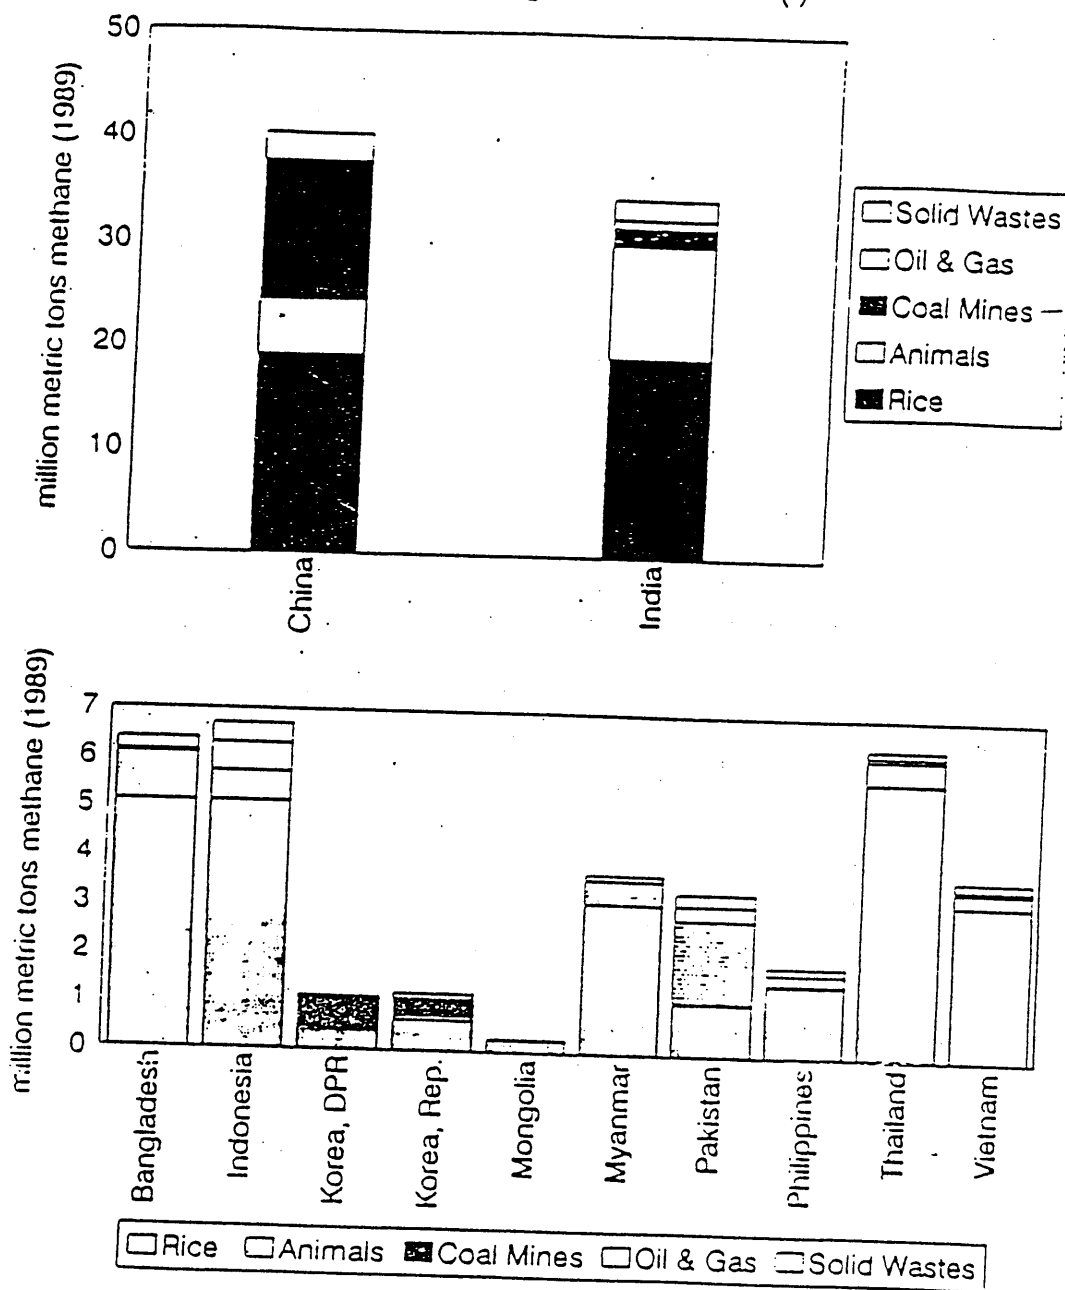 50
40
30
20
10
0
million metric tons methane (1989)
China
India
Solid Wastes
Oil & Gas
Coal Mines
Animals
Rice
7
6
5
4
3
2
1
0
million metric tons methane (1989)
Bangladesh
Indonesia
Korea, DPR
Korea, Rep.
Mongolia
Myanmar
Pakistan
Philippines
Thailand
Vietnam
Rice Animals Coal Mines Oil & Gas Solid Wastes